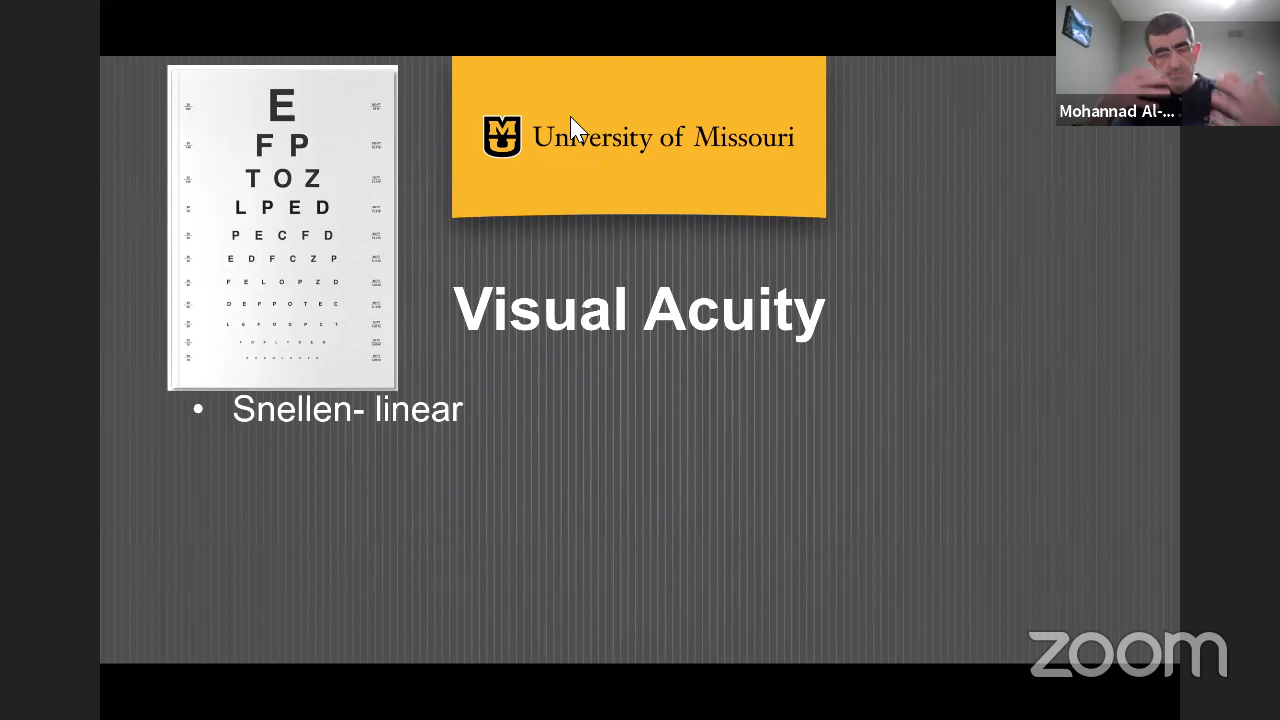 E
F P
T O Z
L P E D
P E C F D
E D F C Z P
F E L O P Z D
D E F P O T E C
University of Missouri
Mohannad Al-...
Visual Acuity
• Snellen- linear
zoom